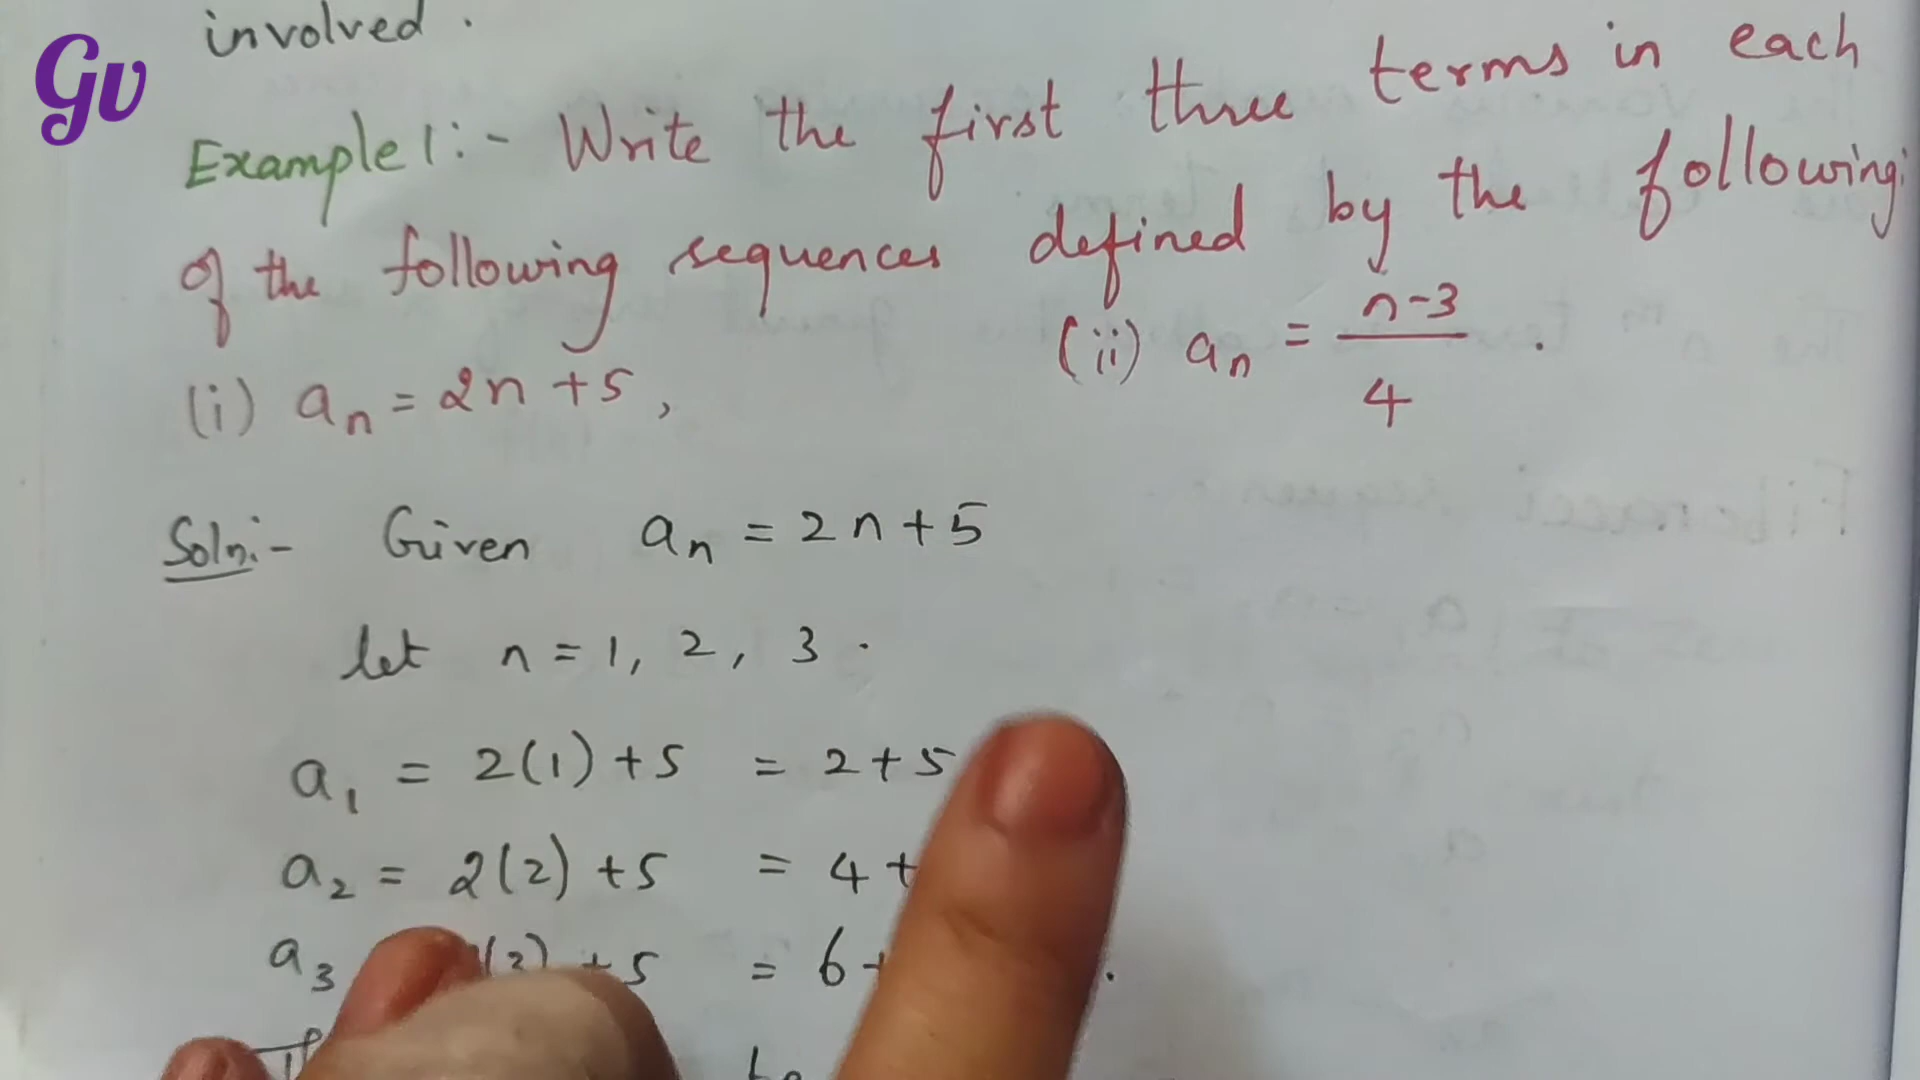 involved.
Gv
Example 1:- Write the first three terms in each
of the following sequences defined by the following:
(i) aₙ = 2n+5, (ii) aₙ = n-3/4.
Soln:- Given aₙ = 2n+5
let n = 1, 2, 3.
a₁ = 2(1)+5 = 2+5
a₂ = 2(2)+5 = 4+
a₃ +5 = 6+